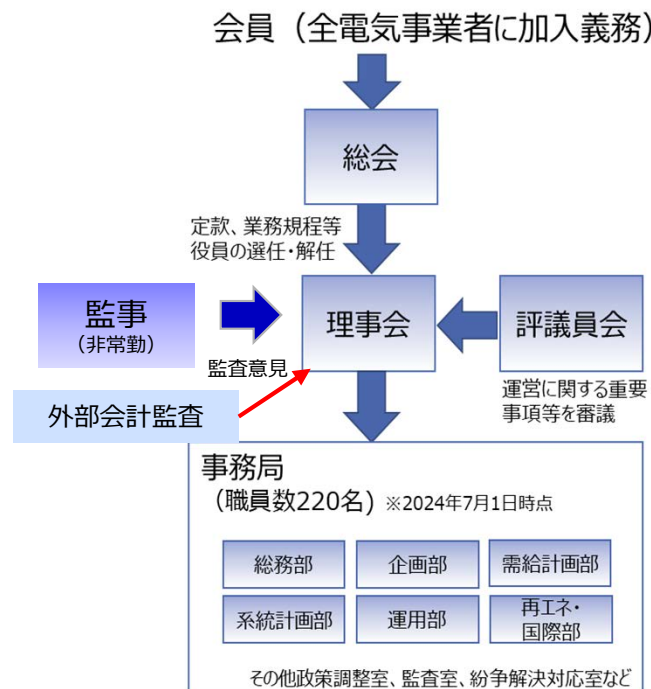 会員（全電気事業者に加入義務）
総会
定款、業務規程等
役員の選任・解任
監事
（非常勤）
理事会
評議員会
監査意見
運営に関する重要
事項等を審議
外部会計監査
事務局
（職員数220名）※2024年7月1日時点
総務部
企画部
需給計画部
系統計画部
運用部
再エネ・
国際部
その他政策調整室、監査室、紛争解決対応室など